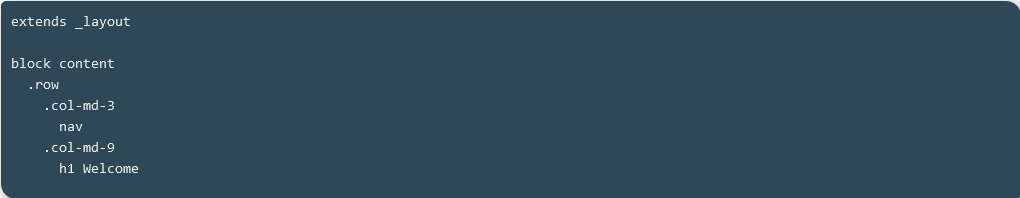 extends _layout

block content
  .row
    .col-md-3
      nav
    .col-md-9
      h1 Welcome